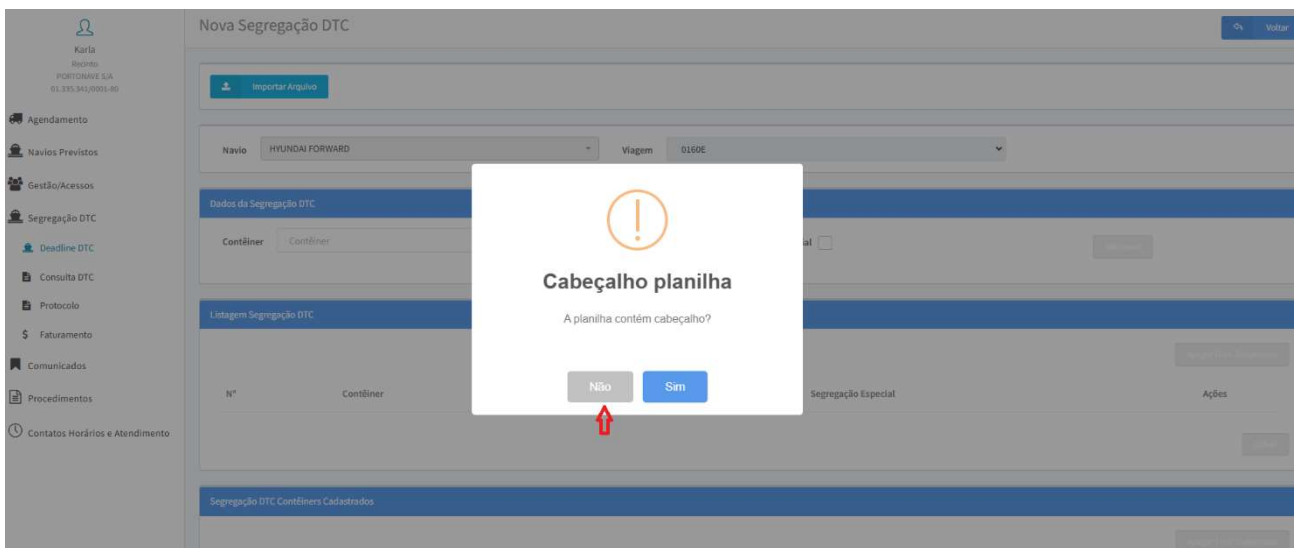 Nova Segregação DTC
Voltar
Karla
Recinto
PORTONAVE S/A
Importar Arquivo
Agendamento
Navios Previstos
Gestão/Acessos
Segregação DTC
Deadline DTC
Consulta DTC
Protocolo
$ Faturamento
Comunicados
Procedimentos
Contatos Horários e Atendimento
Navio HYUNDAI FORWARD Viagem 0160E
Dados da Segregação DTC
Contêiner Contêiner al
Cabeçalho planilha
A planilha contém cabeçalho?
Não Sim
Listagem Segregação DTC
N° Contêiner Segregação Especial Ações
Segregação DTC Contêiners Cadastrados